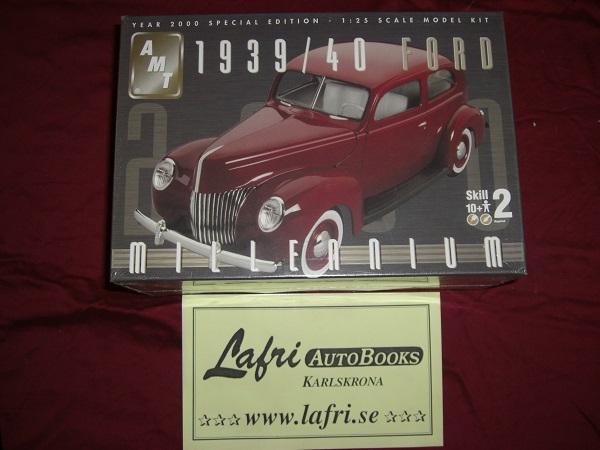 YEAR 2000 SPECIAL EDITION · 1:25 SCALE MODEL KIT
AMT
1939/40 FORD
Skill
10+ 2
MILLENNIUM
Lafri AUTOBOOKS
KARLSKRONA
☆☆☆ www.lafri.se ☆☆☆